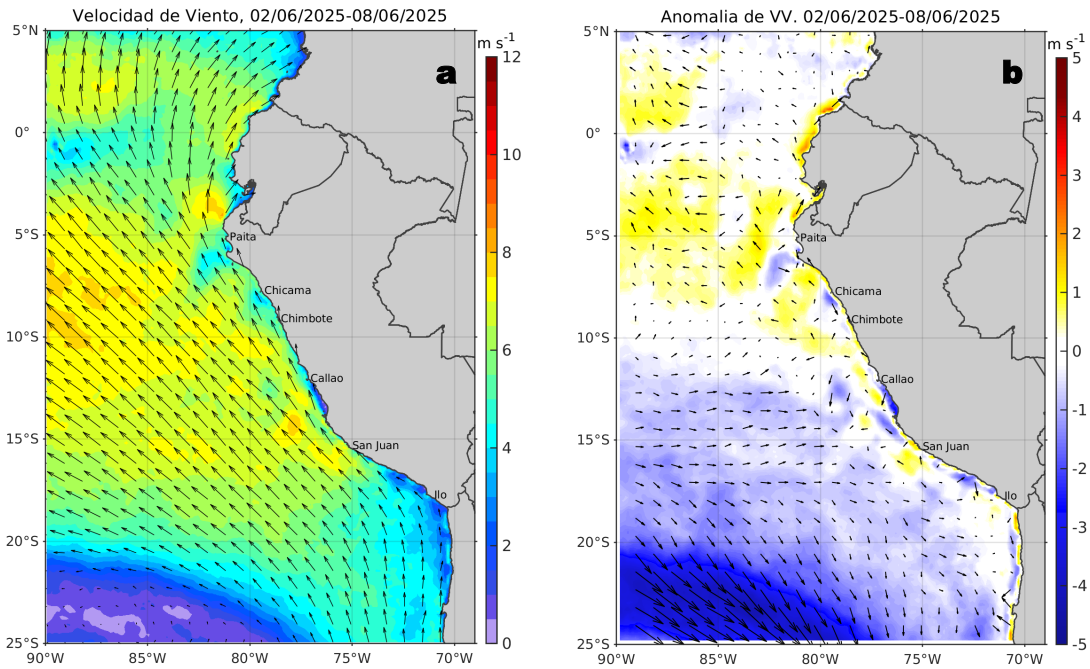 Velocidad de Viento, 02/06/2025-08/06/2025
a
m s-1
12
10
8
6
4
2
0
5°N
0°
5°S
10°S
15°S
20°S
25°S
90°W
85°W
80°W
75°W
70°W
Paita
Chicama
Chimbote
Callao
San Juan
Ilo
Anomalia de VV. 02/06/2025-08/06/2025
b
m s-1
5
4
3
2
1
0
-1
-2
-3
-4
-5
5°N
0°
5°S
10°S
15°S
20°S
25°S
90°W
85°W
80°W
75°W
70°W
Paita
Chicama
Chimbote
Callao
San Juan
Ilo